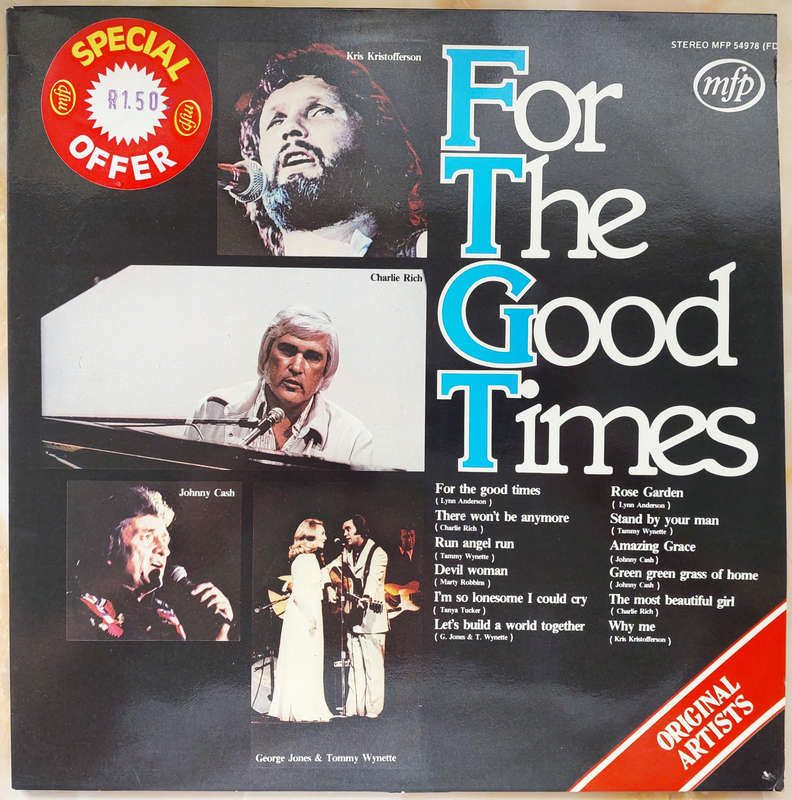 SPECIAL
mfp
R1.50
mfp
OFFER
Kris Kristofferson
STEREO MFP 54978 (FD
mfp
For
The
Good
Times
Charlie Rich
Johnny Cash
George Jones & Tommy Wynette
For the good times
( Lynn Anderson )
There won't be anymore
( Charlie Rich )
Run angel run
( Tammy Wynette )
Devil woman
( Marty Robbins )
I'm so lonesome I could cry
( Tanya Tucker )
Let's build a world together
( G. Jones & T. Wynette )
Rose Garden
( Lynn Anderson )
Stand by your man
( Tammy Wynette )
Amazing Grace
( Johnny Cash )
Green green grass of home
( Johnny Cash )
The most beautiful girl
( Charlie Rich )
Why me
( Kris Kristofferson )
ORIGINAL
ARTISTS